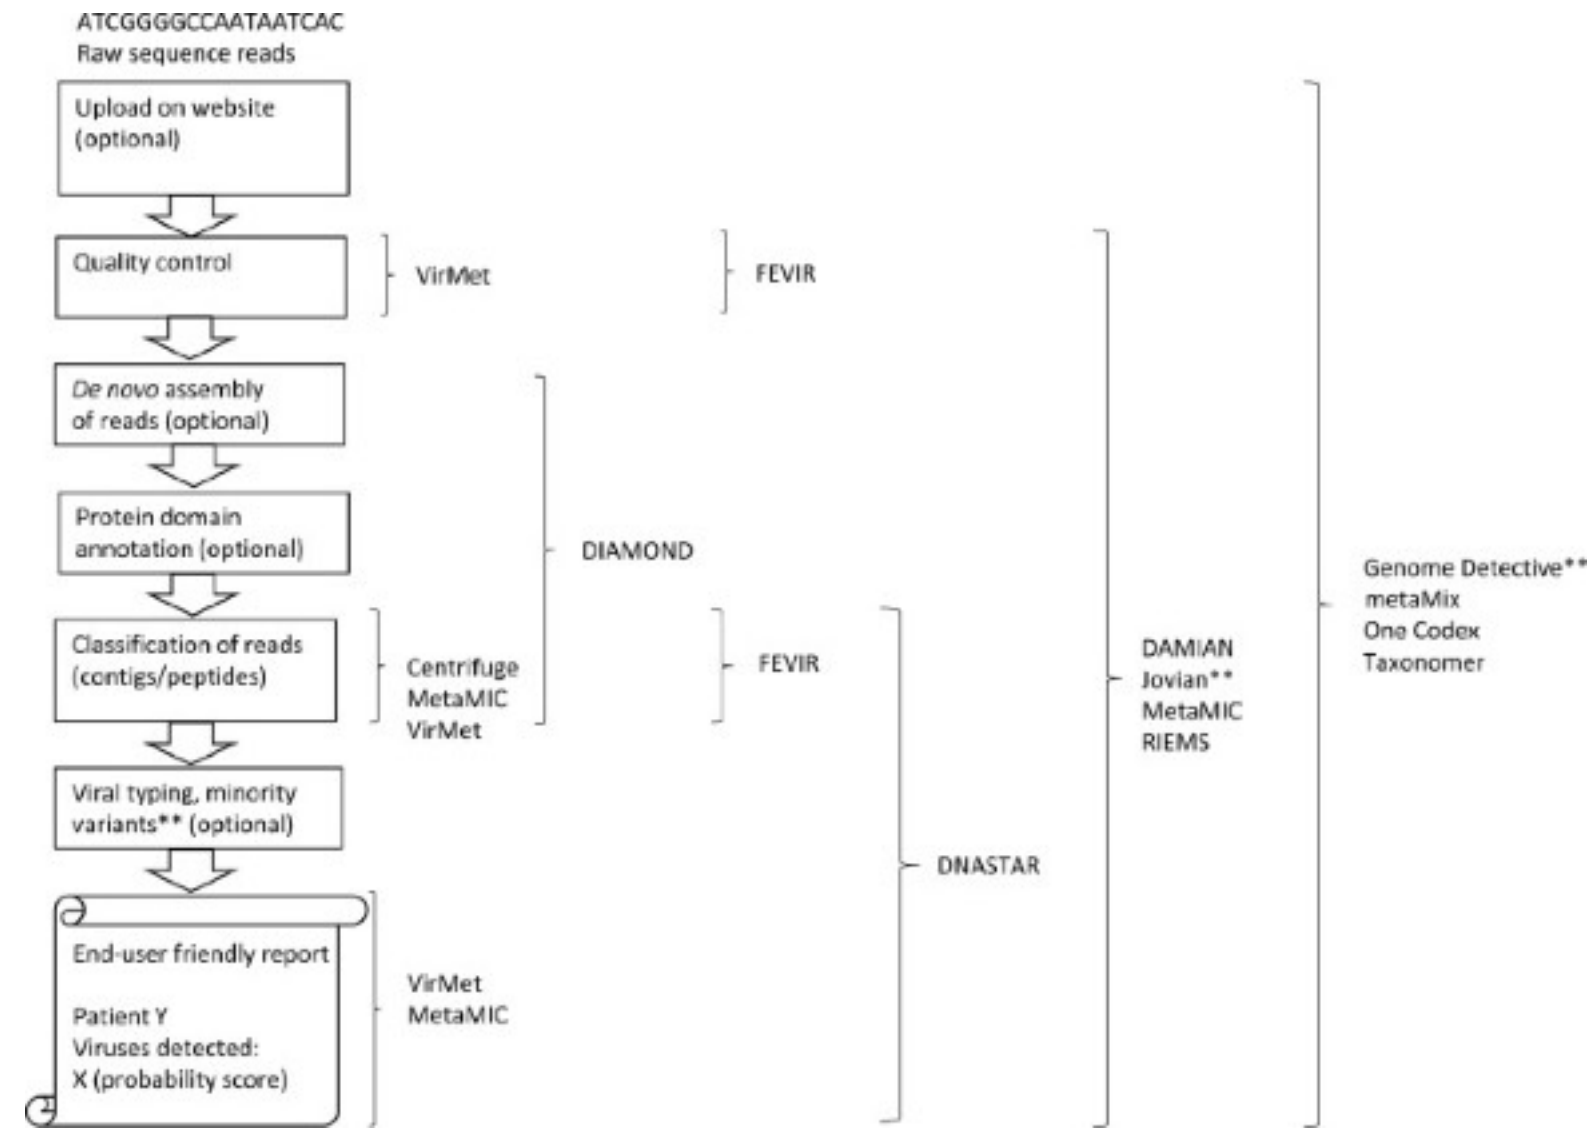 ATCGGGGCCAATAATCAC
Raw sequence reads
Upload on website
(optional)
Quality control
VirMet
FEVIR
De novo assembly
of reads (optional)
Protein domain
annotation (optional)
DIAMOND
Classification of reads
(contigs/peptides)
Centrifuge
MetaMIC
VirMet
FEVIR
Viral typing, minority
variants** (optional)
DNASTAR
End-user friendly report
Patient Y
Viruses detected:
X (probability score)
VirMet
MetaMIC
DAMIAN
Jovian**
MetaMIC
RIEMS
Genome Detective**
metaMix
One Codex
Taxonomer